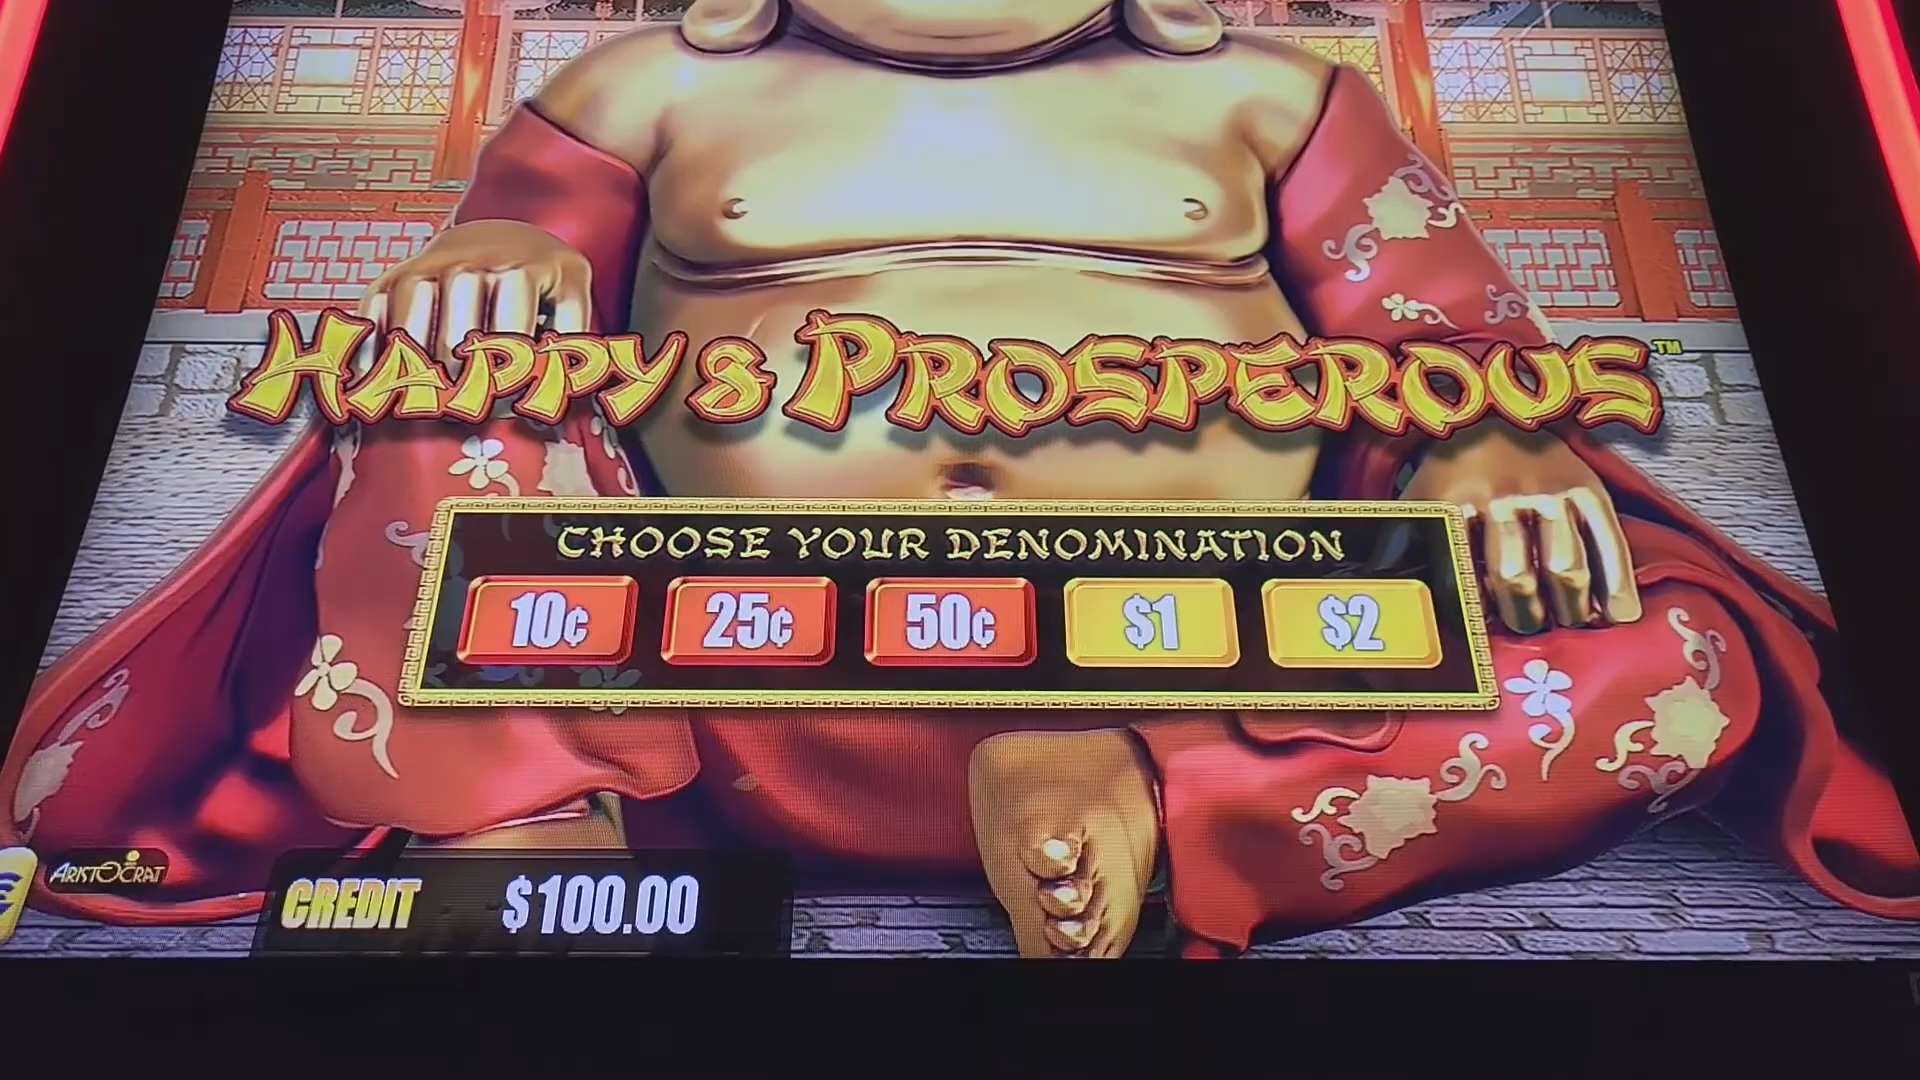 HAPPY & PROSPEROUS™
CHOOSE YOUR DENOMINATION
10¢ 25¢ 50¢ $1 $2
ARISTOCRAT
CREDIT $100.00